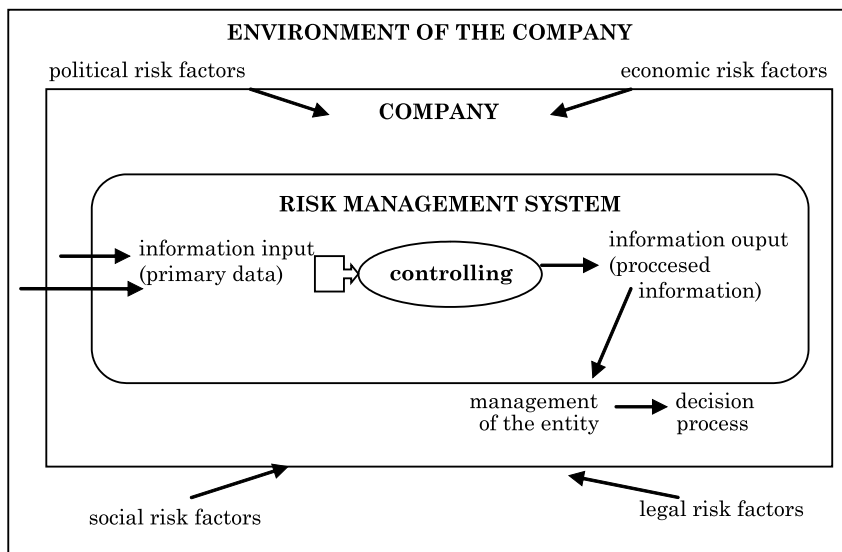 ENVIRONMENT OF THE COMPANY
political risk factors
economic risk factors
COMPANY
RISK MANAGEMENT SYSTEM
information input
(primary data)
controlling
information ouput
(proccesed
information)
management
of the entity
decision
process
social risk factors
legal risk factors